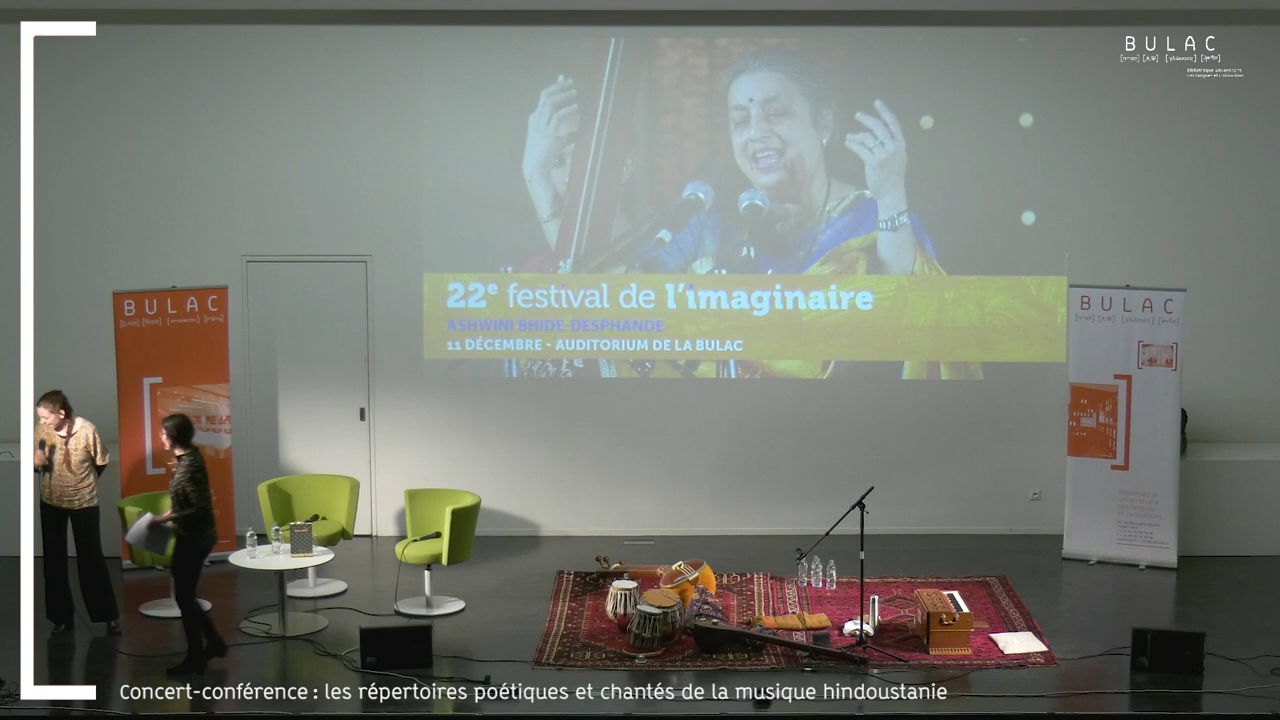 BULAC
22e festival de l'imaginaire
ASHWINI BHIDE-DESPHANDE
11 DÉCEMBRE - AUDITORIUM DE LA BULAC
BULAC
BULAC
Concert-conférence : les répertoires poétiques et chantés de la musique hindoustanie